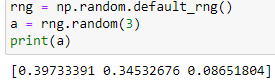 rng = np.random.default_rng()
a = rng.random(3)
print(a)
[0.39733391 0.34532676 0.08651804]